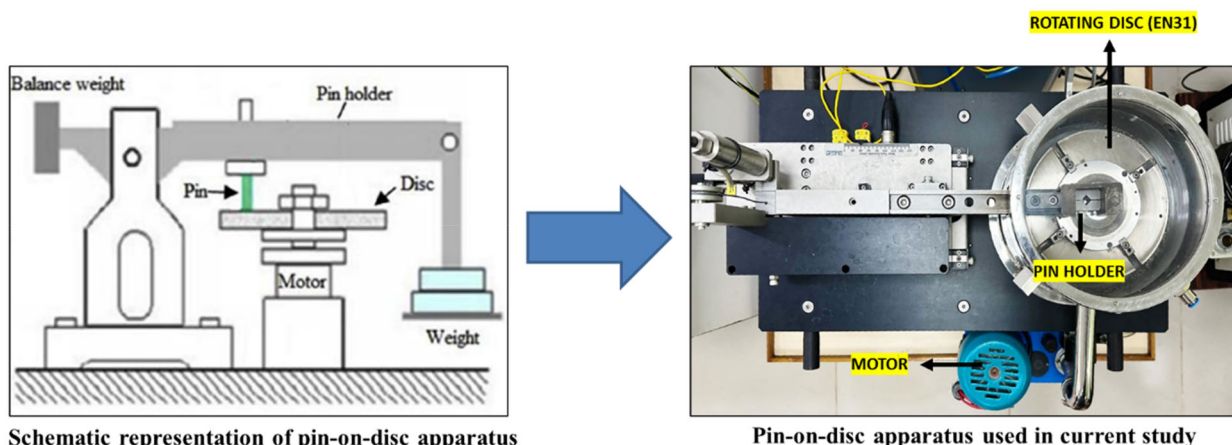 ROTATING DISC (EN31)
Balance weight
Pin holder
Pin
Disc
Motor
Weight
PIN HOLDER
MOTOR
Schematic representation of pin-on-disc apparatus
Pin-on-disc apparatus used in current study